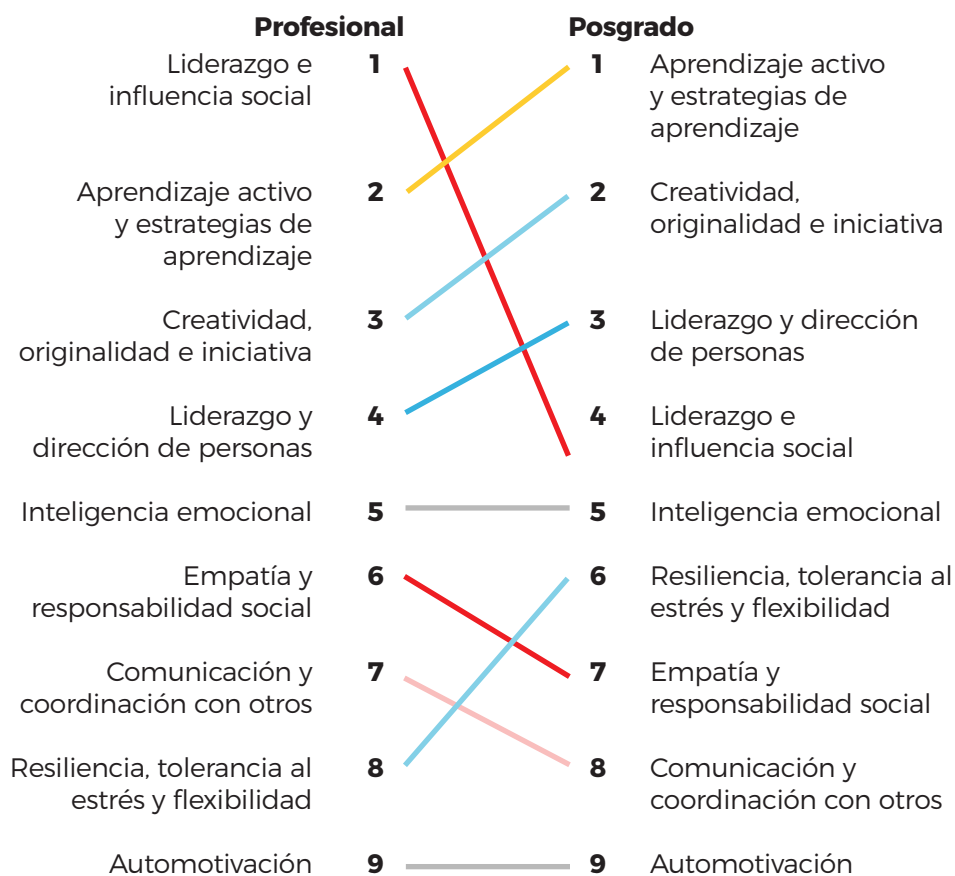 Profesional Posgrado
Liderazgo e 1 1 Aprendizaje activo
influencia social y estrategias de
aprendizaje
Aprendizaje activo 2 2 Creatividad,
y estrategias de originalidad e iniciativa
aprendizaje
Creatividad, 3 3 Liderazgo y dirección
originalidad e iniciativa de personas
Liderazgo y 4 4 Liderazgo e
dirección de personas influencia social
Inteligencia emocional 5 5 Inteligencia emocional
Empatía y 6 6 Resiliencia, tolerancia al
responsabilidad social estrés y flexibilidad
Comunicación y 7 7 Empatía y
coordinación con otros responsabilidad social
Resiliencia, tolerancia al 8 8 Comunicación y
estrés y flexibilidad coordinación con otros
Automotivación 9 9 Automotivación